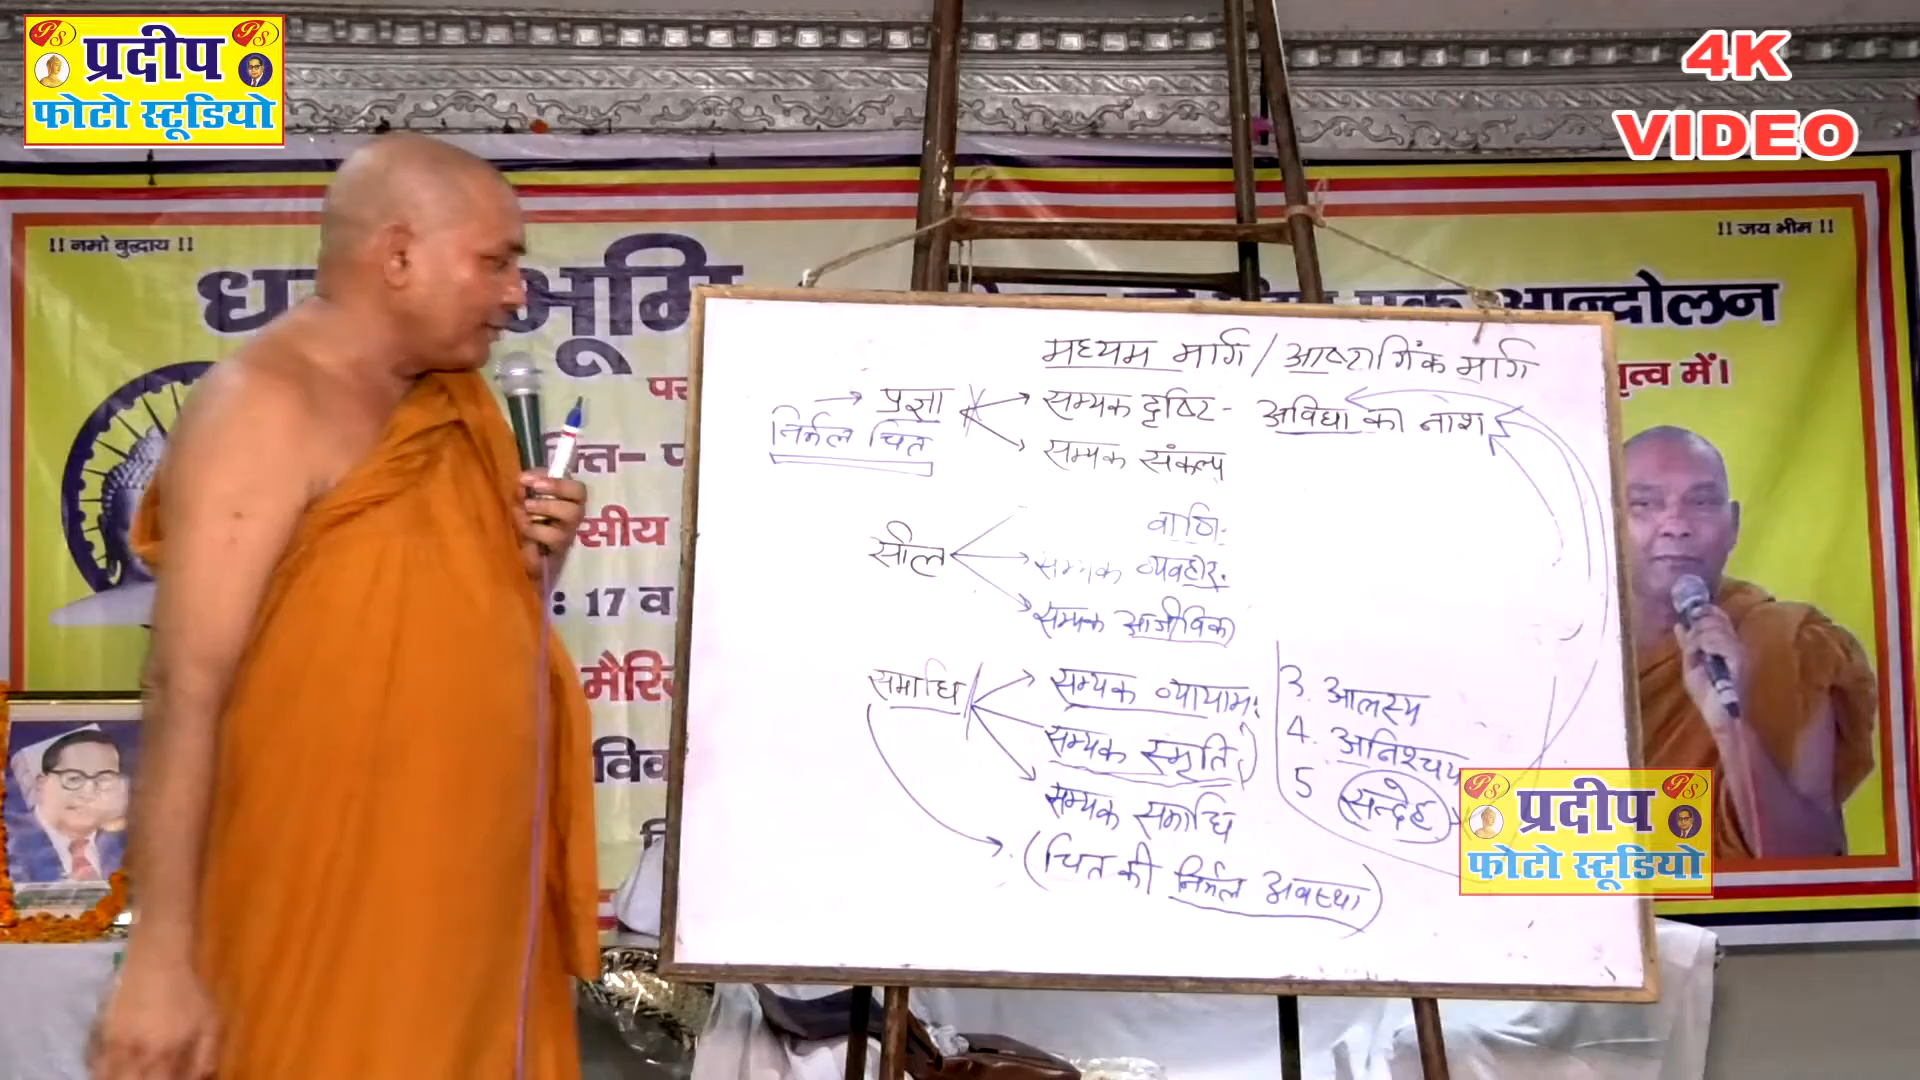 प्रदीप
फोटो स्टूडियो
4K
VIDEO
!! नमो बुद्धाय !!
!! जय भीम !!
भूमि
आन्दोलन
त्व में।
सीय
: 17 व
मैरि
मध्यम मार्ग / आष्टागिंक मार्ग
→ प्रज्ञा
निर्मल चित
सम्यक दृष्टि - अविद्या का नाश
सम्यक संकल्प
वाणि
सील
सम्यक व्यवहार
सम्यक आजीविका
समाधि
सम्यक व्यायाम
सम्यक स्मृति
सम्यक समाधि
(चित की निर्मल अवस्था)
3. आलस्य
4. अनिश्चय
5 सन्देह
प्रदीप
फोटो स्टूडियो